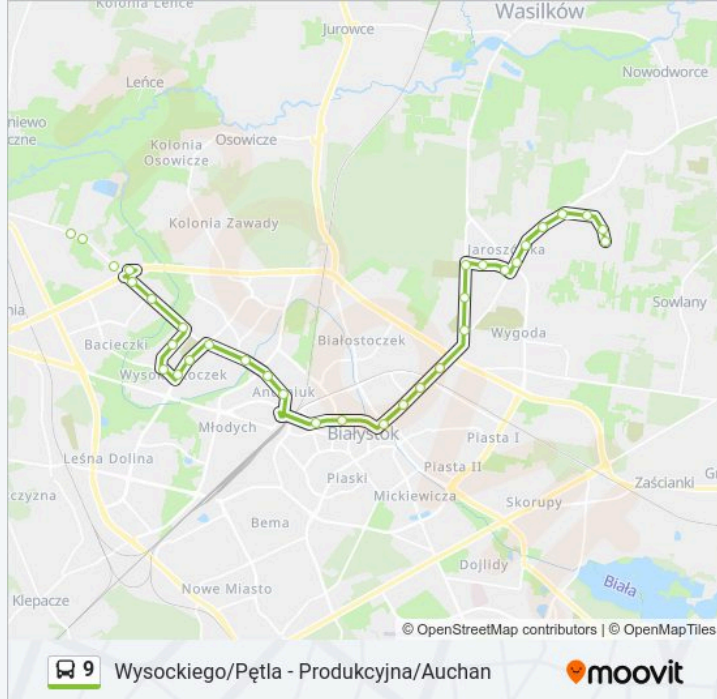 Kolonia Leńce
Wasilków
Jurowce
Leńce
Nowodworce
niewo
czne
Kolonia
Osowicze
Osowicze
Kolonia Zawady
Jaroszówka
Sowlany
nia
Białostoczek
Wygoda
Bacieczki
Wysoki Stoczek
Antoniuk
Młodych
Białystok
Piasta I
Leśna Dolina
Piaski
Piasta II
Zaścianki
czyzna
Mickiewicza
Skorupy
Bema
Dojlidy
Biała
Nowe Miasto
Klepacze
© OpenStreetMap contributors | © OpenMapTiles
9 Wysockiego/Pętla - Produkcyjna/Auchan moovit